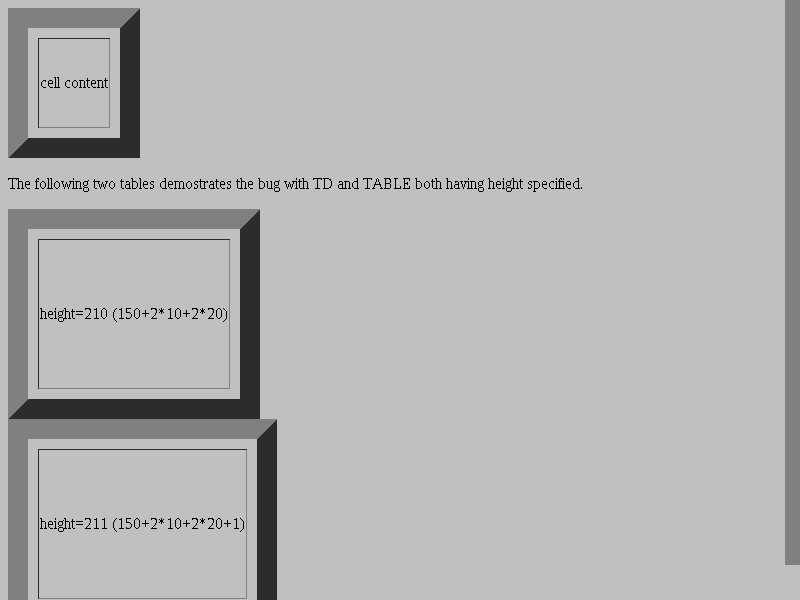 cell content
The following two tables demostrates the bug with TD and TABLE both having height specified.
height=210 (150+2*10+2*20)
height=211 (150+2*10+2*20+1)